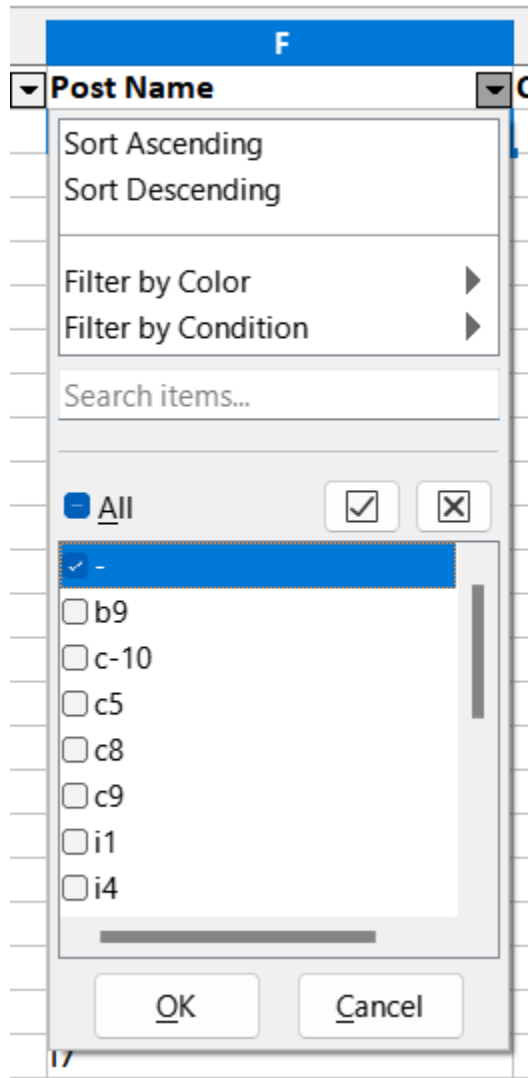 F
Post Name
Sort Ascending
Sort Descending
Filter by Color
Filter by Condition
Search items...
All
-
b9
c-10
c5
c8
c9
i1
i4
OK
Cancel